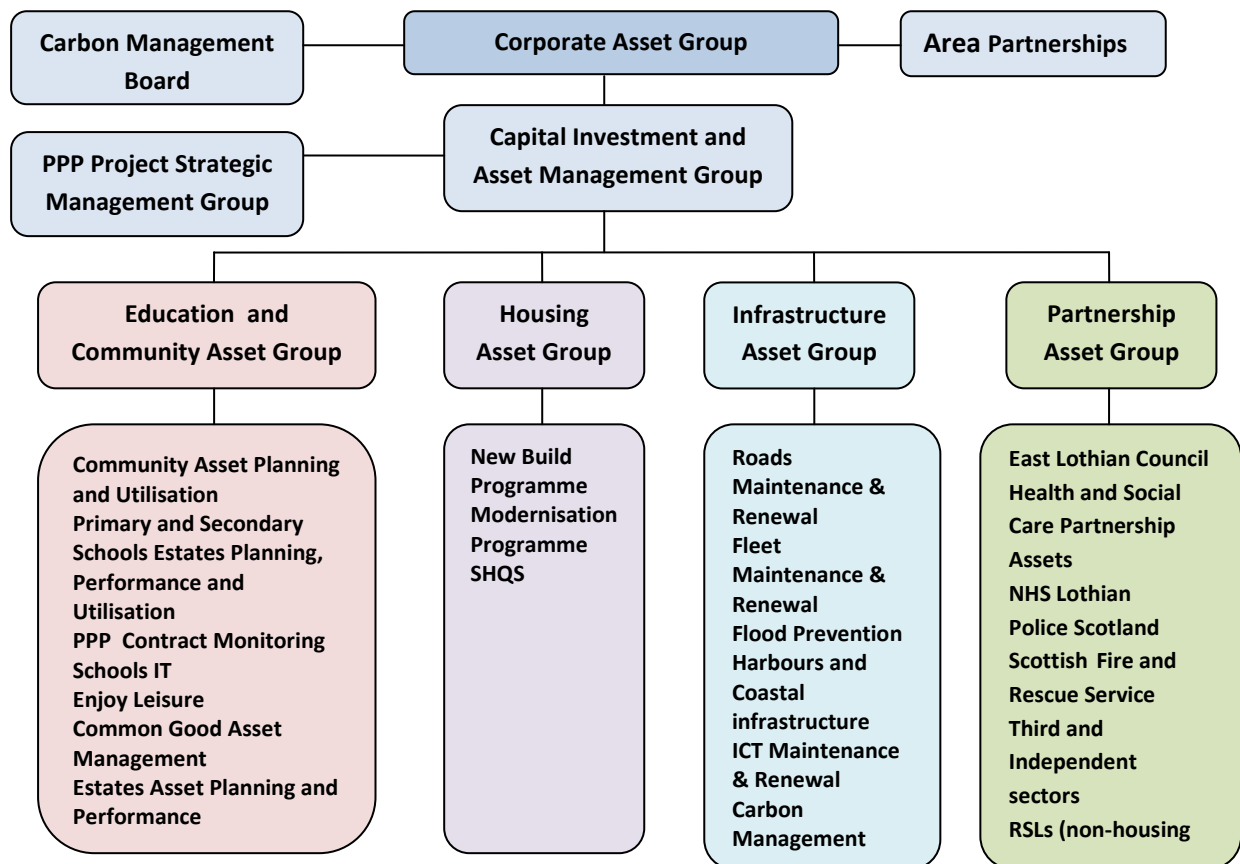 Carbon Management
Board
Corporate Asset Group
Area Partnerships
PPP Project Strategic
Management Group
Capital Investment and
Asset Management Group
Education and
Community Asset Group
Housing
Asset Group
Infrastructure
Asset Group
Partnership
Asset Group
Community Asset Planning
and Utilisation
Primary and Secondary
Schools Estates Planning,
Performance and
Utilisation
PPP Contract Monitoring
Schools IT
Enjoy Leisure
Common Good Asset
Management
Estates Asset Planning and
Performance
New Build
Programme
Modernisation
Programme
SHQS
Roads
Maintenance &
Renewal
Fleet
Maintenance &
Renewal
Flood Prevention
Harbours and
Coastal
infrastructure
ICT Maintenance
& Renewal
Carbon
Management
East Lothian Council
Health and Social
Care Partnership
Assets
NHS Lothian
Police Scotland
Scottish Fire and
Rescue Service
Third and
Independent
sectors
RSLs (non-housing